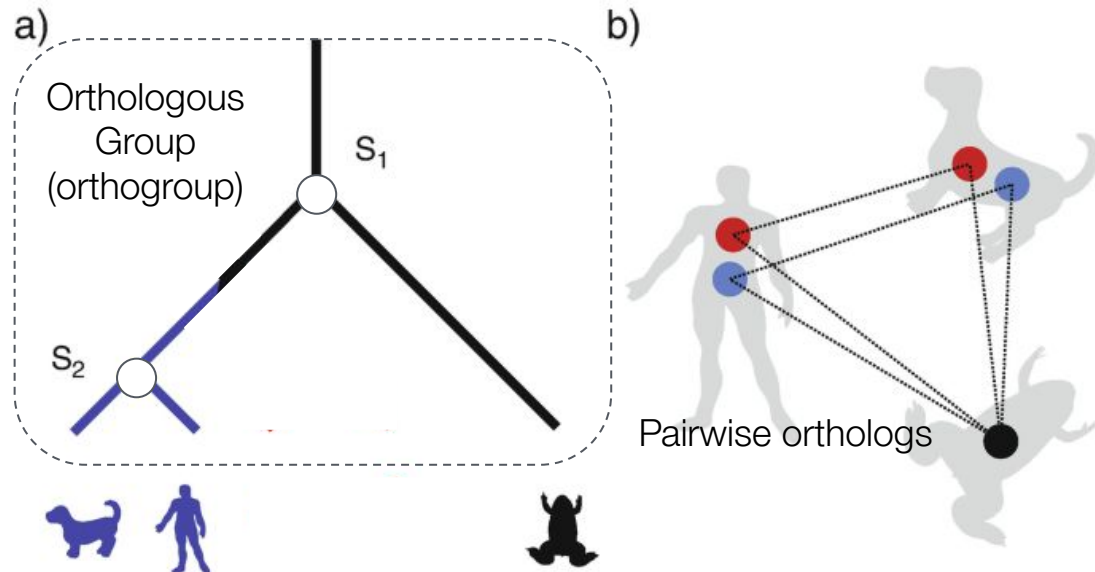 a)
Orthologous
Group
(orthogroup)
S₁
S₂
b)
Pairwise orthologs